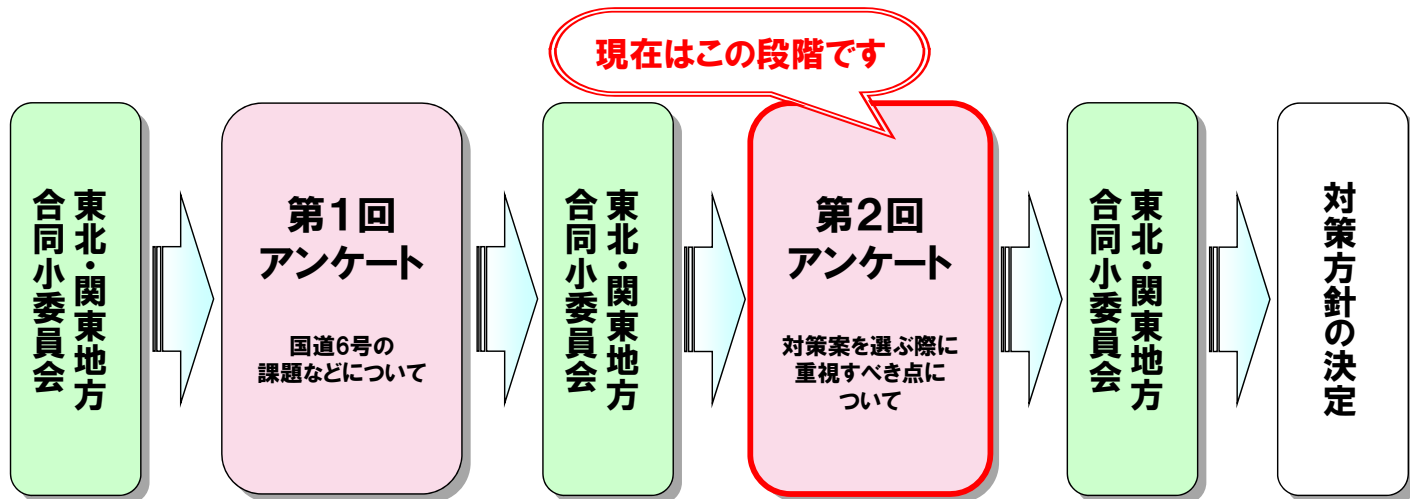 現在はこの段階です
東北・関東地方
合同小委員会
第1回
アンケート
国道6号の
課題などについて
東北・関東地方
合同小委員会
第2回
アンケート
対策案を選ぶ際に
重視すべき点に
ついて
東北・関東地方
合同小委員会
対策方針の決定